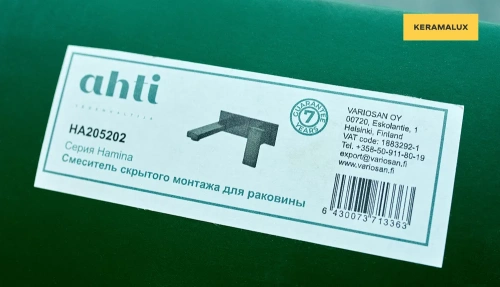 KERAMALUX
ahti
HA205202
Серия Hamina
Смеситель скрытого монтажа для раковины
GUARANTEE
7
YEARS
VARIOSAN OY
00720, Eskolantie, 1
Helsinki, Finland
VAT code: 1883292-1
Tel. +358-50-911-80-19
export@variosan.fi
www.variosan.fi
6 430073 713363